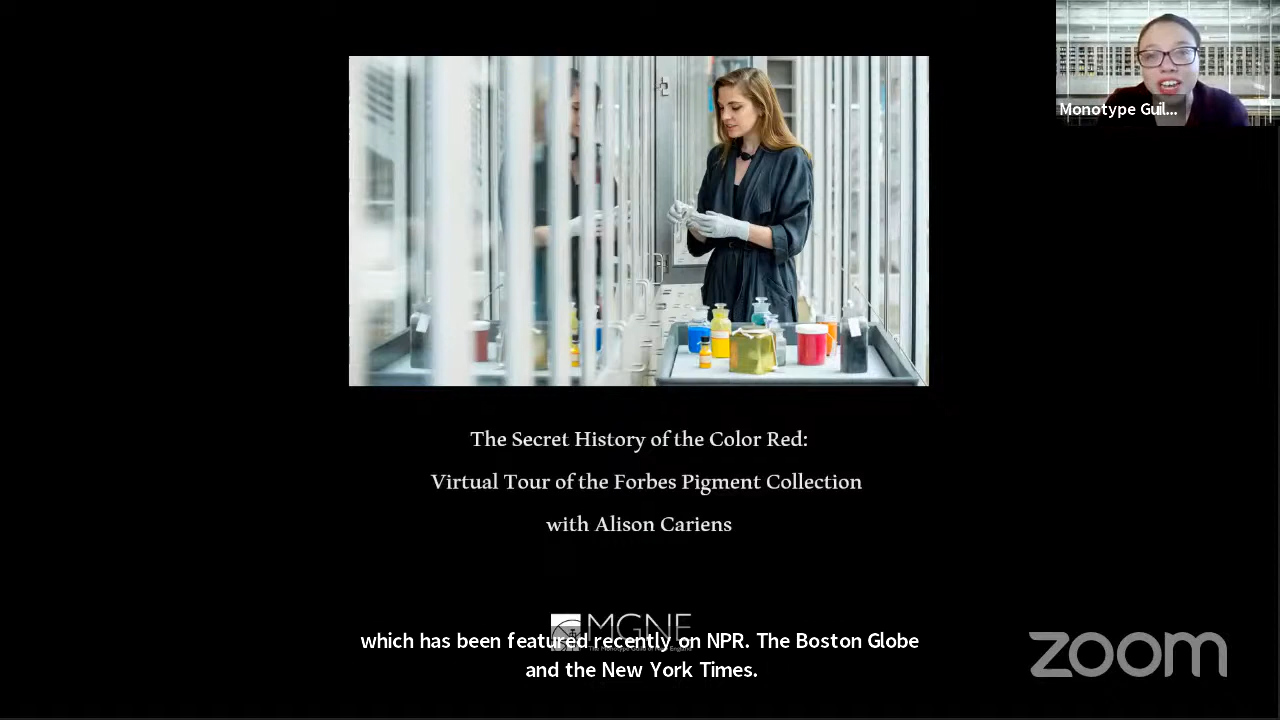 Monotype Guil...
The Secret History of the Color Red:
Virtual Tour of the Forbes Pigment Collection
with Alison Cariens
MGNE
which has been featured recently on NPR. The Boston Globe
and the New York Times.
zoom